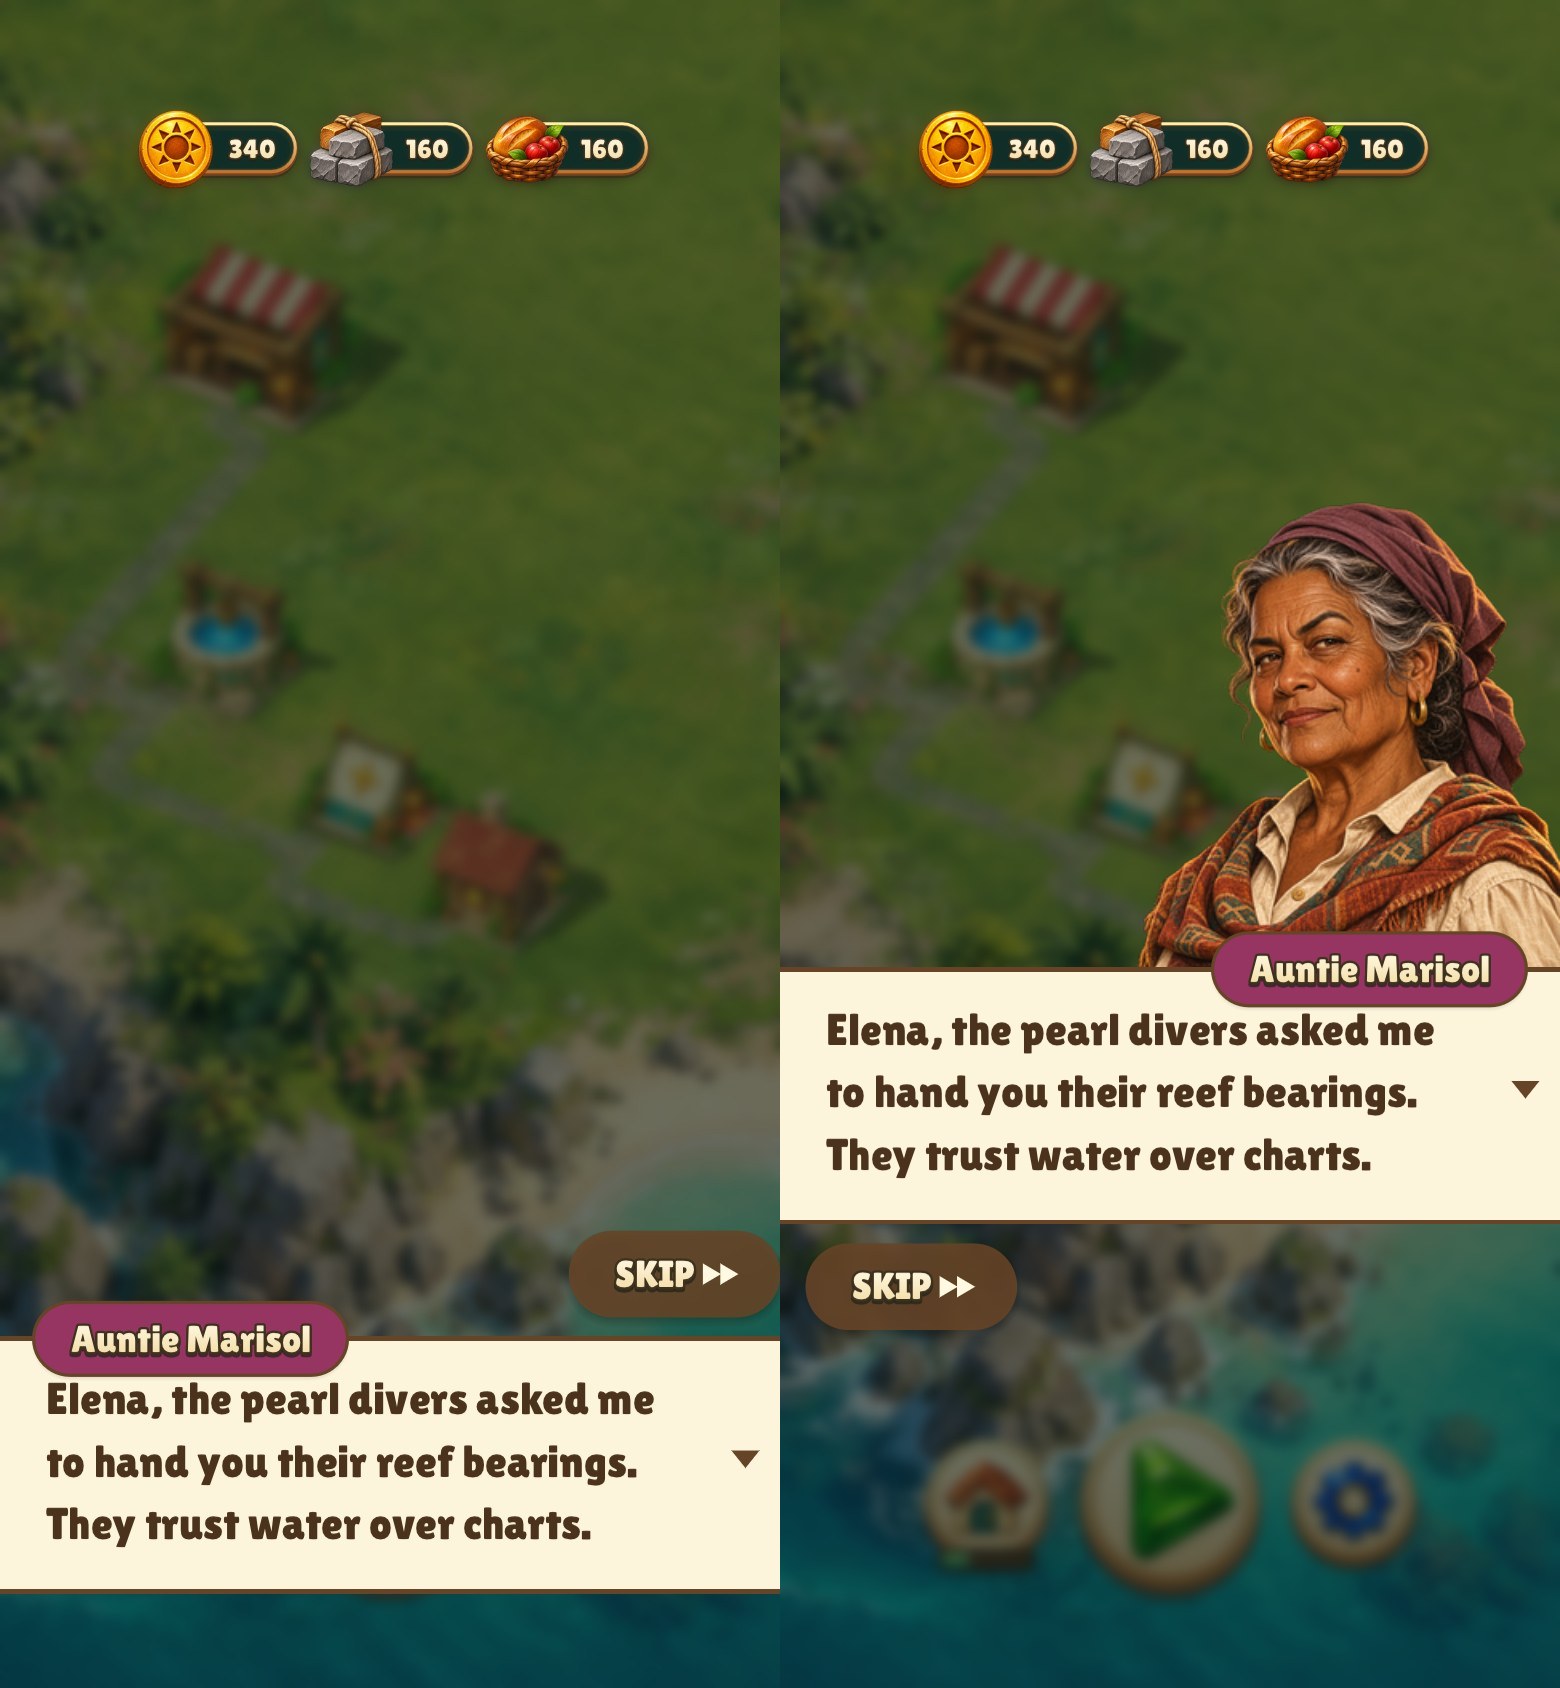 340 160 160
SKIP
Auntie Marisol
Elena, the pearl divers asked me
to hand you their reef bearings.
They trust water over charts.
340 160 160
Auntie Marisol
Elena, the pearl divers asked me
to hand you their reef bearings.
They trust water over charts.
SKIP